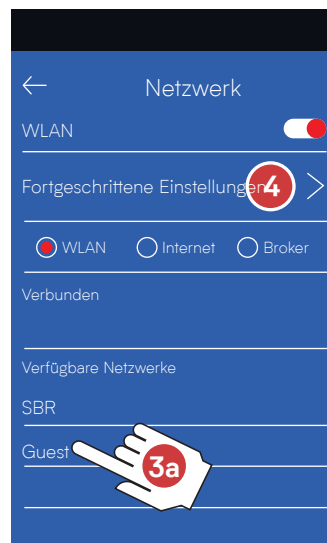 Netzwerk
WLAN
Fortgeschrittene Einstellungen
4
WLAN Internet Broker
Verbunden
Verfügbare Netzwerke
SBR
Guest
3a